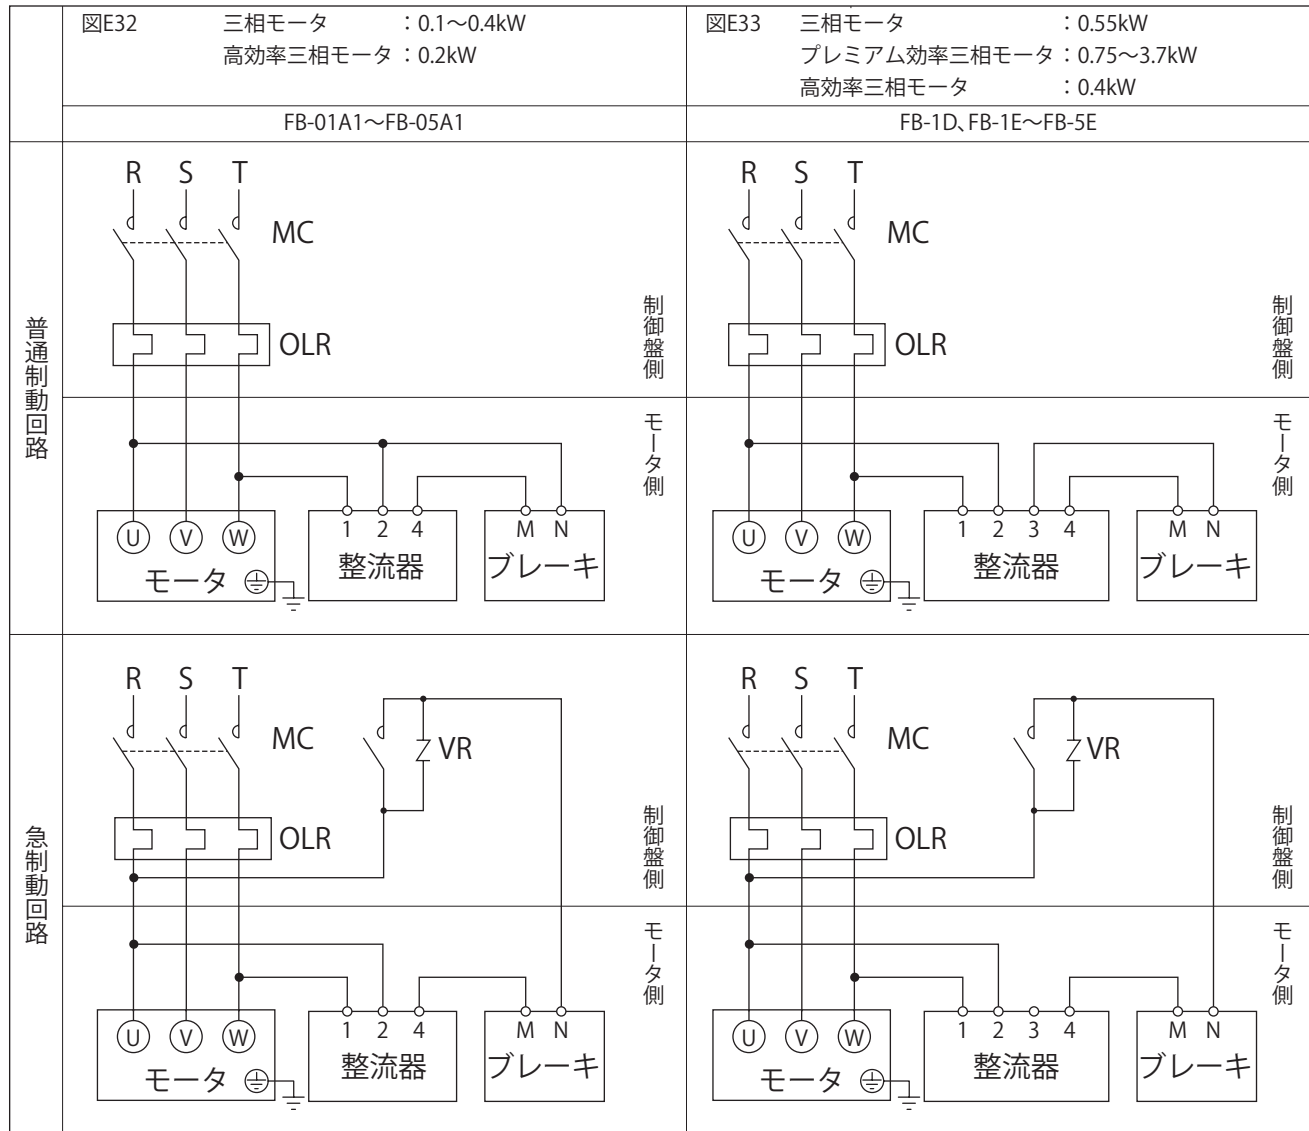 図E32 三相モータ ：0.1～0.4kW
高効率三相モータ：0.2kW
図E33 三相モータ ：0.55kW
プレミアム効率三相モータ：0.75～3.7kW
高効率三相モータ ：0.4kW
FB-01A1～FB-05A1
FB-1D、FB-1E～FB-5E
普通制動回路
R S T
MC
OLR
制御盤側
モータ側
U V W
モータ
1 2 4
整流器
M N
ブレーキ
R S T
MC
OLR
制御盤側
モータ側
U V W
モータ
1 2 3 4
整流器
M N
ブレーキ
急制動回路
R S T
MC
VR
OLR
制御盤側
モータ側
U V W
モータ
1 2 4
整流器
M N
ブレーキ
R S T
MC
VR
OLR
制御盤側
モータ側
U V W
モータ
1 2 3 4
整流器
M N
ブレーキ